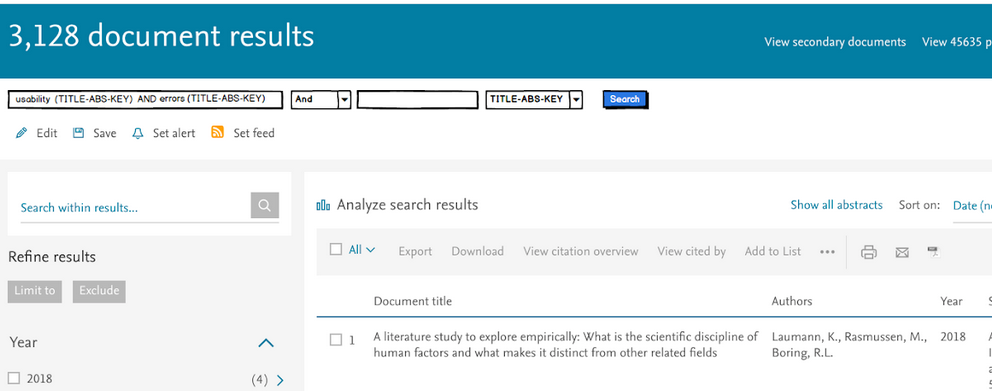 3,128 document results
View secondary documents View 45635 p
usability (TITLE-ABS-KEY) AND errors (TITLE-ABS-KEY) And TITLE-ABS-KEY Search
Edit Save Set alert Set feed
Search within results...
Analyze search results Show all abstracts Sort on: Date (n
Refine results
All Export Download View citation overview View cited by Add to List •••
Limit to Exclude
Document title Authors Year S
Year
1 A literature study to explore empirically: What is the scientific discipline of Laumann, K., Rasmussen, M., 2018
human factors and what makes it distinct from other related fields Boring, R.L.
2018 (4)